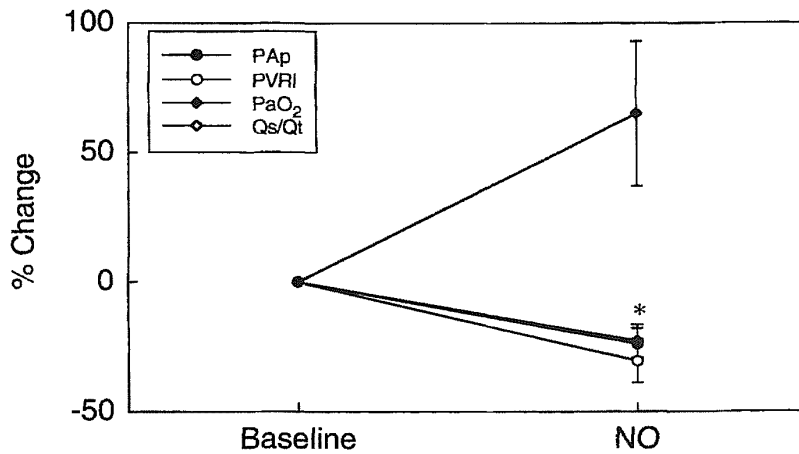 100
50
0
-50
% Change
PAp
PVRI
PaO₂
Qs/Qt
*
Baseline
NO